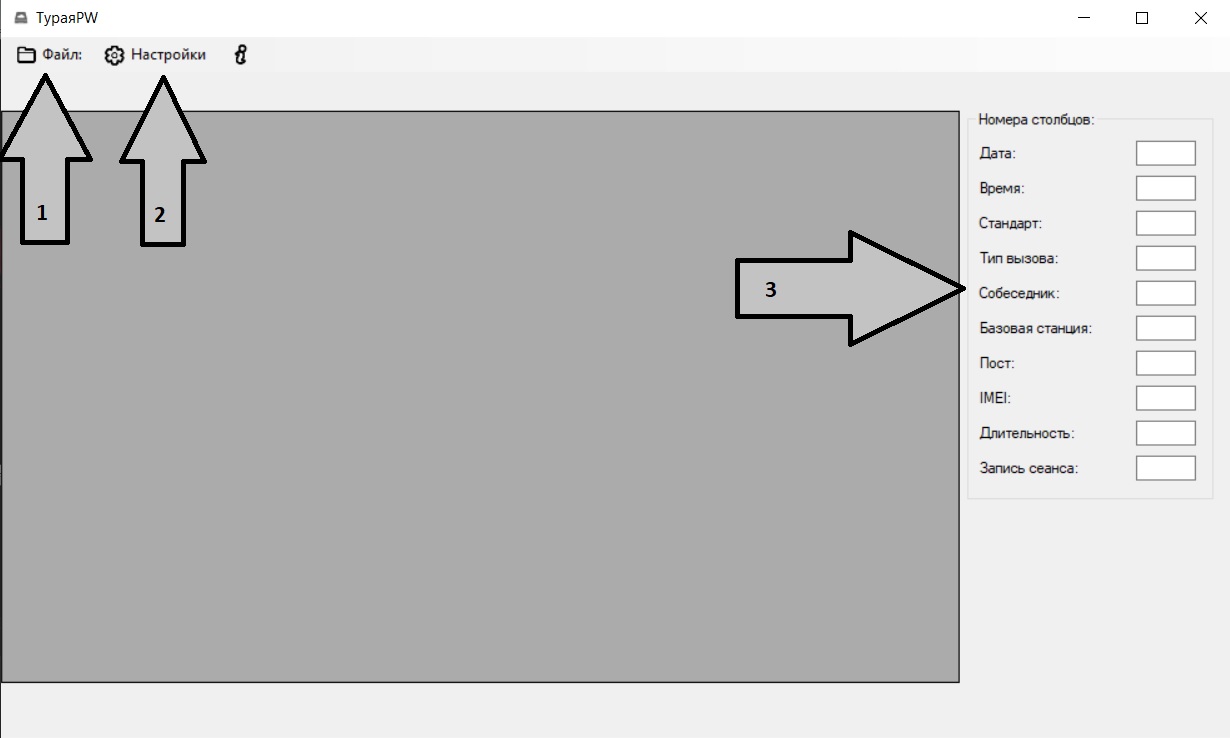 ТураяPW
Файл: Настройки
1
2
3
Номера столбцов:
Дата:
Время:
Стандарт:
Тип вызова:
Собеседник:
Базовая станция:
Пост:
IMEI:
Длительность:
Запись сеанса: